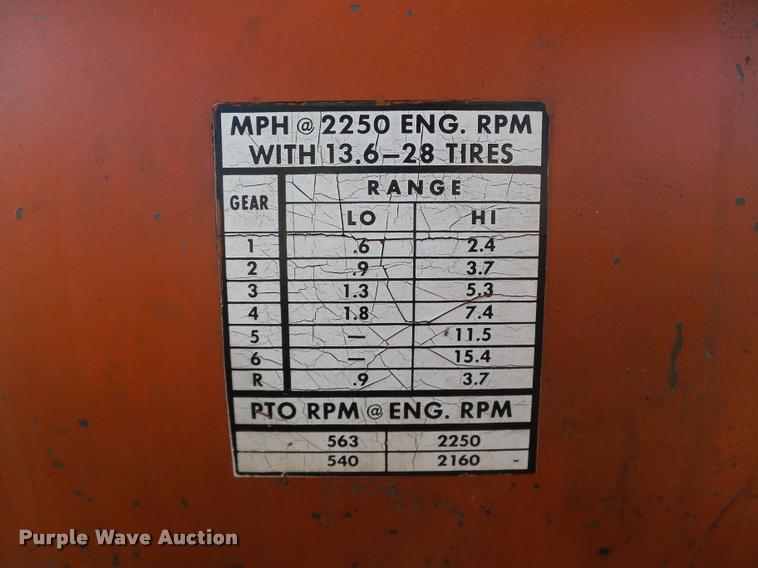 MPH @ 2250 ENG. RPM
WITH 13.6–28 TIRES
GEAR RANGE
LO HI
1 .6 2.4
2 .9 3.7
3 1.3 5.3
4 1.8 7.4
5 — 11.5
6 — 15.4
R .9 3.7
PTO RPM @ ENG. RPM
563 2250
540 2160
Purple Wave Auction